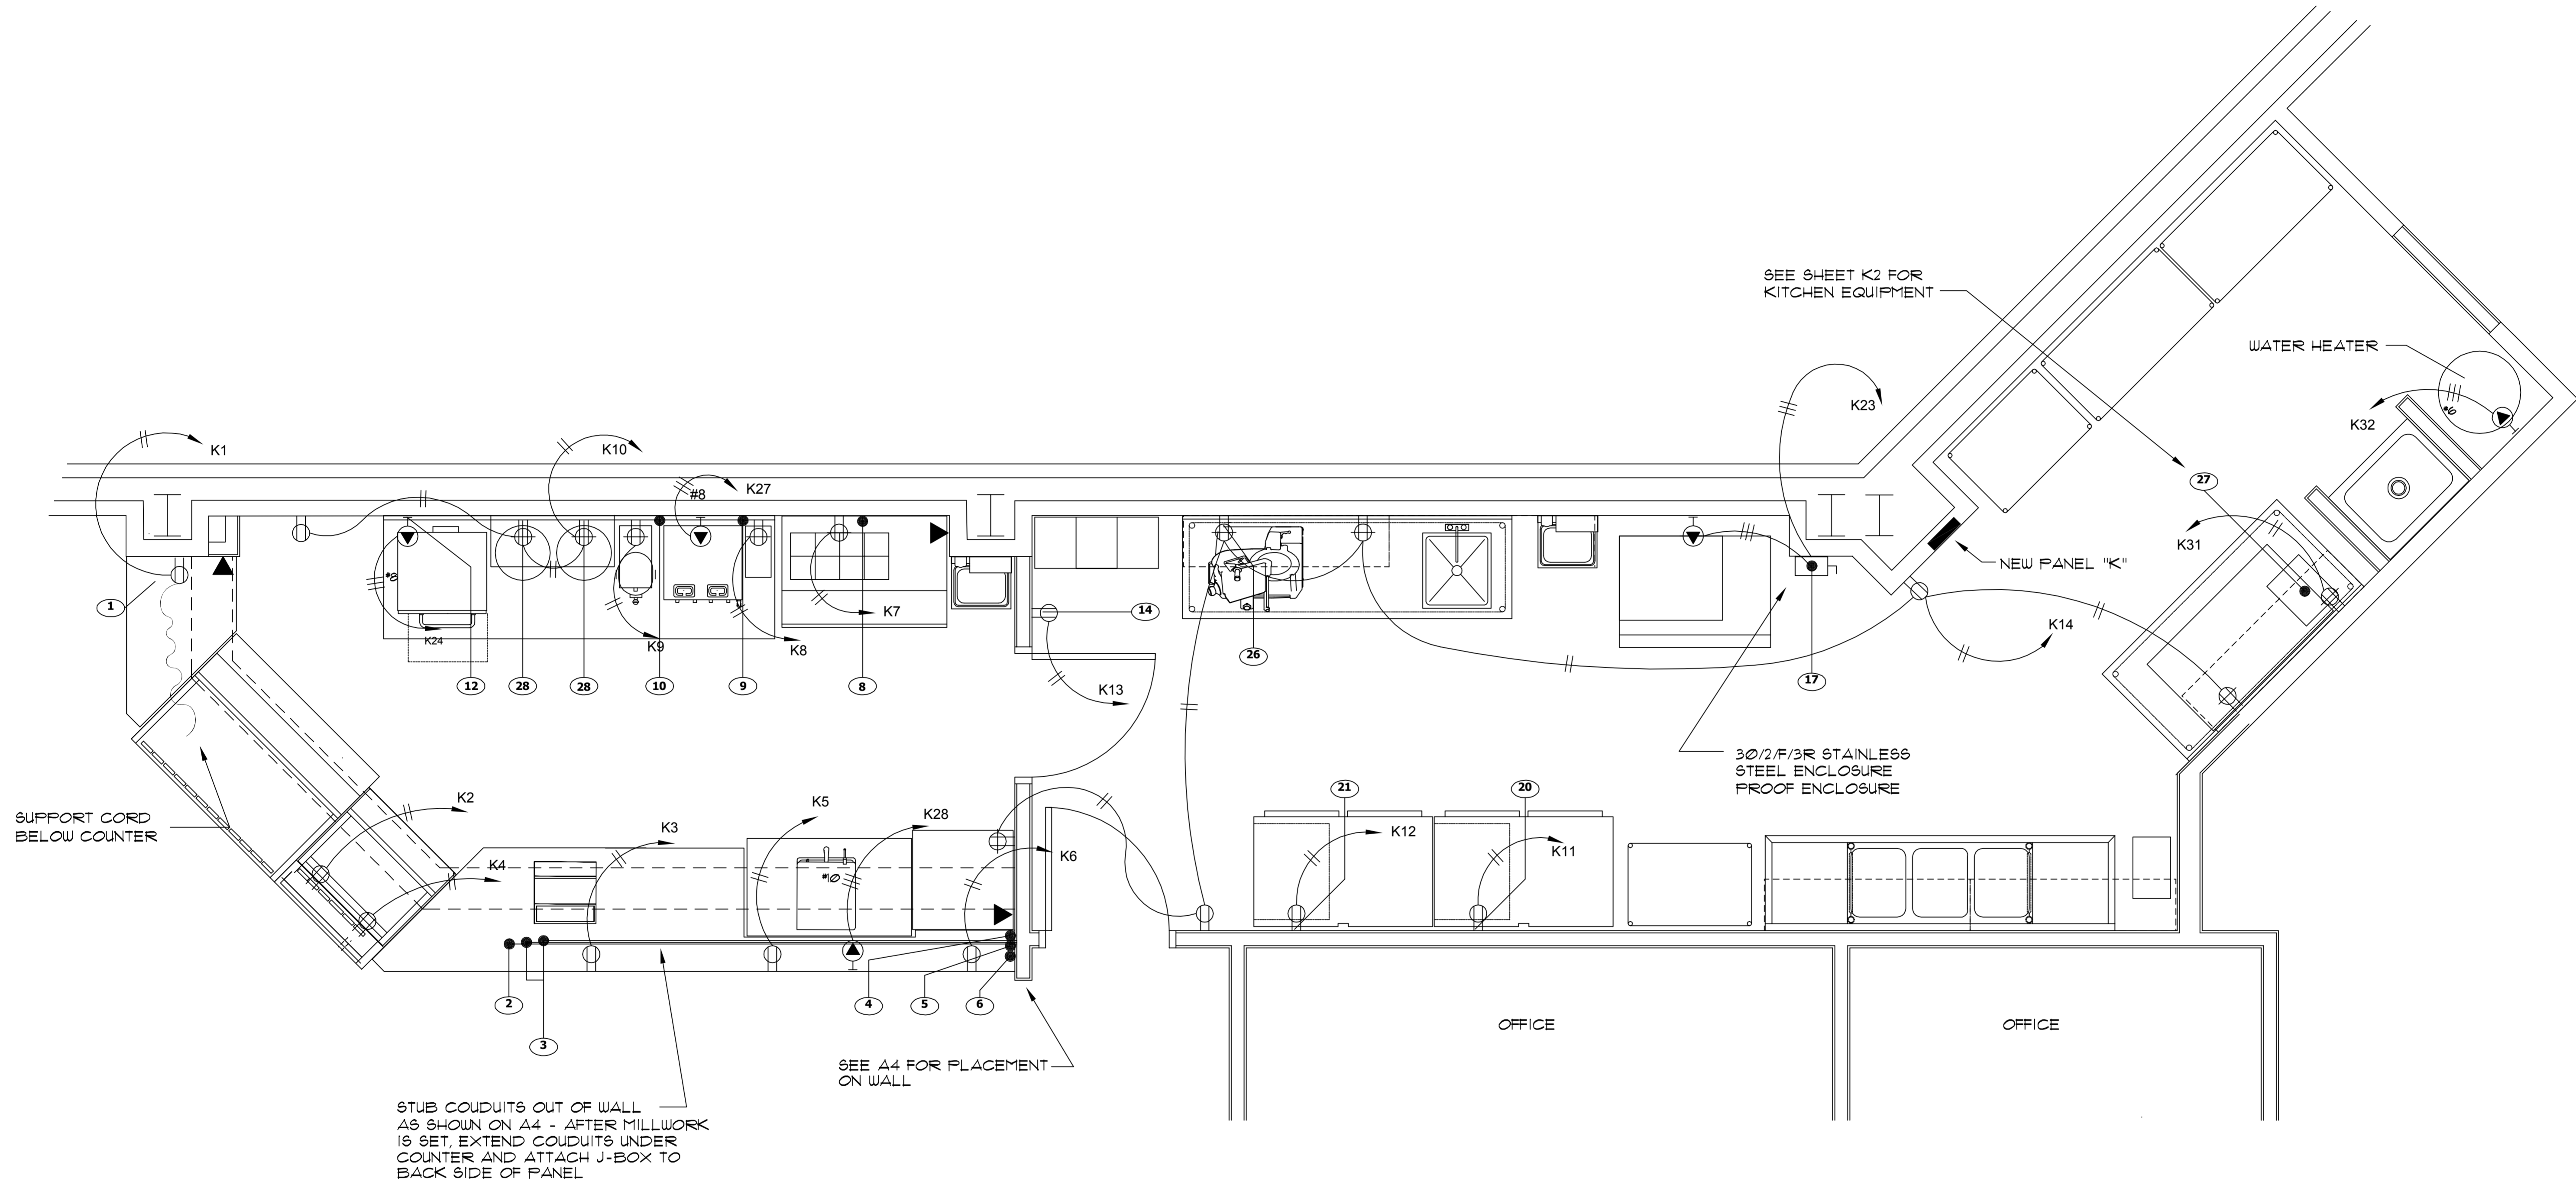 SEE SHEET K2 FOR
KITCHEN EQUIPMENT
WATER HEATER
K23
K32
#6
K1
K10
#8
K27
27
K31
NEW PANEL "K"
#8
1
K7
14
K24
K9
K8
K14
26
12
28
28
10
9
8
17
K13
3Ø/2/F/3R STAINLESS
STEEL ENCLOSURE
PROOF ENCLOSURE
21
20
SUPPORT CORD
BELOW COUNTER
K2
K5
K28
K3
K12
K11
K4
K6
#10
2
4
5
6
3
OFFICE
OFFICE
SEE A4 FOR PLACEMENT
ON WALL
STUB COUDUITS OUT OF WALL
AS SHOWN ON A4 - AFTER MILLWORK
IS SET, EXTEND COUDUITS UNDER
COUNTER AND ATTACH J-BOX TO
BACK SIDE OF PANEL